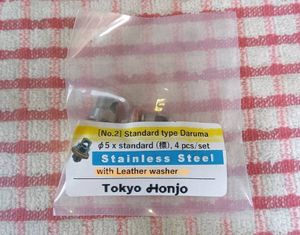 [No.2] Standard type Daruma
φ5 x standard (標), 4 pcs/set
Stainless Steel
with Leather washer
Tokyo Honjo